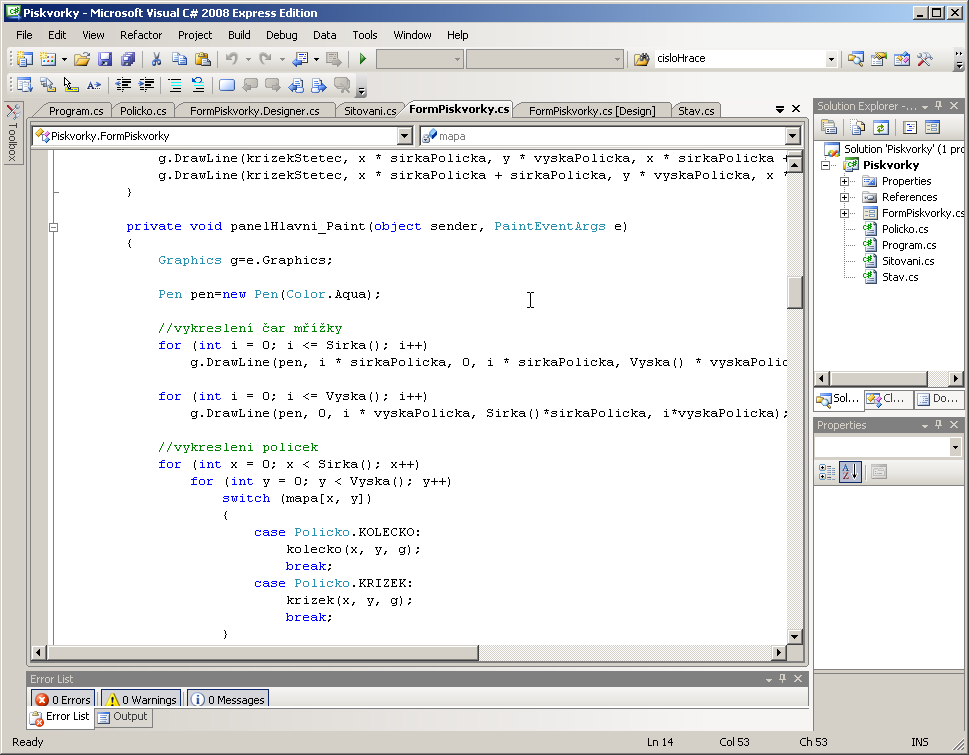 Piskvorky - Microsoft Visual C# 2008 Express Edition
File Edit View Refactor Project Build Debug Data Tools Window Help
cisloHrace
Program.cs Policko.cs FormPiskvorky.Designer.cs Sitovani.cs FormPiskvorky.cs FormPiskvorky.cs [Design] Stav.cs
Toolbox
Piskvorky.FormPiskvorky mapa
g.DrawLine(krizekStetec, x * sirkaPolicka, y * vyskaPolicka, x * sirkaPolicka +
g.DrawLine(krizekStetec, x * sirkaPolicka + sirkaPolicka, y * vyskaPolicka, x *
}
private void panelHlavni_Paint(object sender, PaintEventArgs e)
{
Graphics g=e.Graphics;
Pen pen=new Pen(Color.Aqua);
//vykreslení čar mřížky
for (int i = 0; i <= Sirka(); i++)
g.DrawLine(pen, i * sirkaPolicka, 0, i * sirkaPolicka, Vyska() * vyskaPolic
for (int i = 0; i <= Vyska(); i++)
g.DrawLine(pen, 0, i * vyskaPolicka, Sirka()*sirkaPolicka, i*vyskaPolicka);
//vykresleni policek
for (int x = 0; x < Sirka(); x++)
for (int y = 0; y < Vyska(); y++)
switch (mapa[x, y])
{
case Policko.KOLECKO:
kolecko(x, y, g);
break;
case Policko.KRIZEK:
krizek(x, y, g);
break;
}
Solution Explorer -...
Solution 'Piskvorky' (1 pro
Piskvorky
Properties
References
FormPiskvorky.cs
Policko.cs
Program.cs
Sitovani.cs
Stav.cs
Sol... Cl... Do...
Properties
Error List
0 Errors 0 Warnings 0 Messages
Error List Output
Ready Ln 14 Col 53 Ch 53 INS